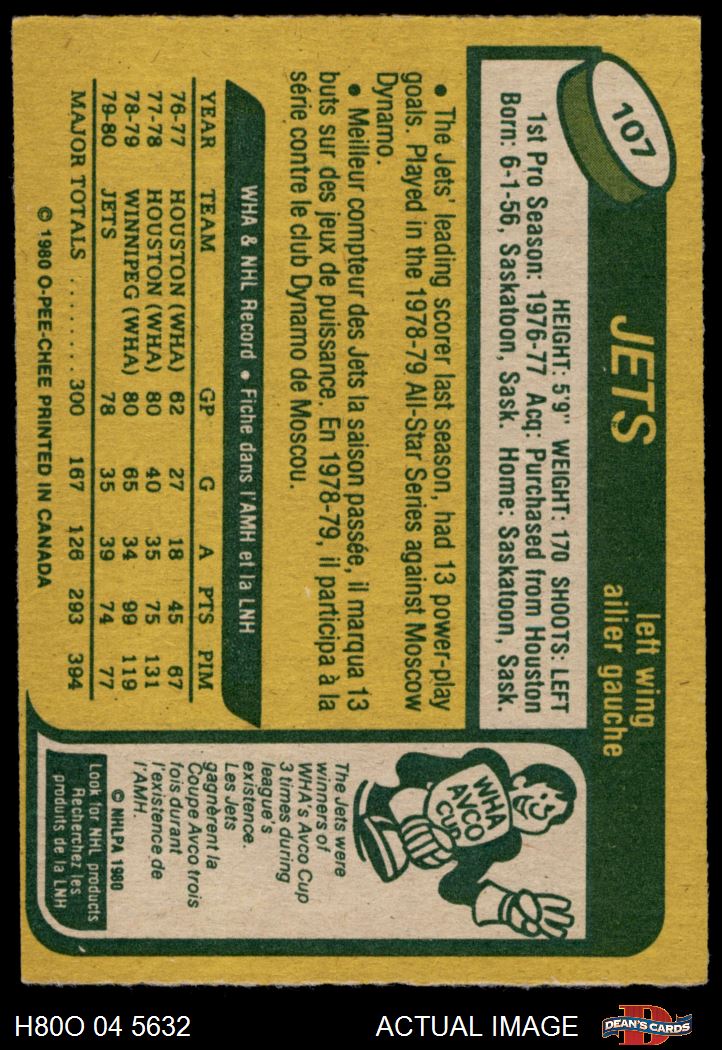 107
JETS
left wing
ailier gauche
HEIGHT: 5'9" WEIGHT: 170 SHOOTS: LEFT
1st Pro Season: 1976-77 Acq: Purchased from Houston
Born: 6-1-56, Saskatoon, Sask. Home: Saskatoon, Sask.
• The Jets' leading scorer last season, had 13 power-play
goals. Played in the 1978-79 All-Star Series against Moscow
Dynamo.
• Meilleur compteur des Jets la saison passée, il marqua 13
buts sur des jeux de puissance. En 1978-79, il participa à la
série contre le club Dynamo de Moscou.
WHA & NHL Record • Fiche dans l'AMH et la LNH
YEAR TEAM GP G A PTS PIM
76-77 HOUSTON (WHA) 62 27 18 45 67
77-78 HOUSTON (WHA) 80 40 35 75 131
78-79 WINNIPEG (WHA) 80 65 34 99 119
79-80 JETS 78 35 39 74 77
MAJOR TOTALS ........ 300 167 126 293 394
© 1980 O-PEE-CHEE PRINTED IN CANADA
WHA
AVCO
CUP
The Jets were
winners of
WHA's Avco Cup
3 times during
league's
existence.
Les Jets
gagnèrent la
Coupe Avco trois
fois durant
l'existence de
l'AMH.
© NHLPA 1980
Look for NHL products
Recherchez les
produits de la LNH
H80O 04 5632
ACTUAL IMAGE
D
DEAN'S CARDS